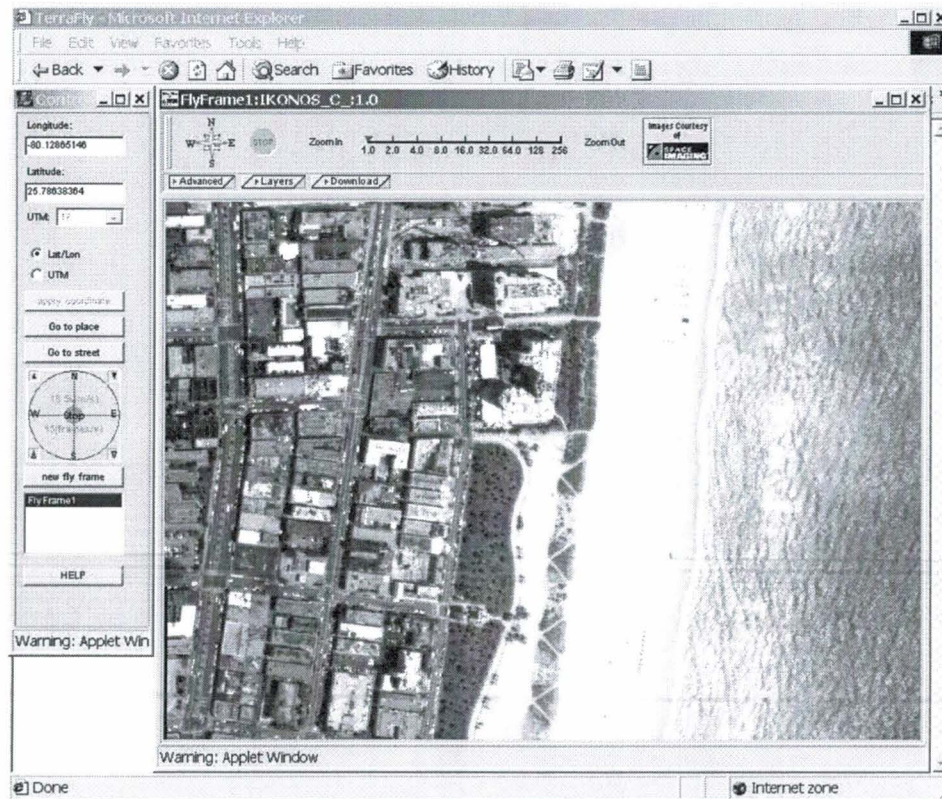 TerraFly - Microsoft Internet Explorer
File Edit View Favorites Tools Help
Back Search Favorites History
Control
Longitude:
-80.12865146
Latitude:
25.78638364
UTM: 17
Lat/Lon
UTM
apply coordinate
Go to place
Go to street
N
W Stop E
S
new fly frame
Fly Frame1
HELP
Warning: Applet Win
FlyFrame1:IKONOS_C_:1.0
N
W E
S
STOP
Zoom In
1.0 2.0 4.0 8.0 16.0 32.0 64.0 128 256
Zoom Out
Images Courtesy
of
SPACE
IMAGING
Advanced Layers Download
Warning: Applet Window
Done
Internet zone